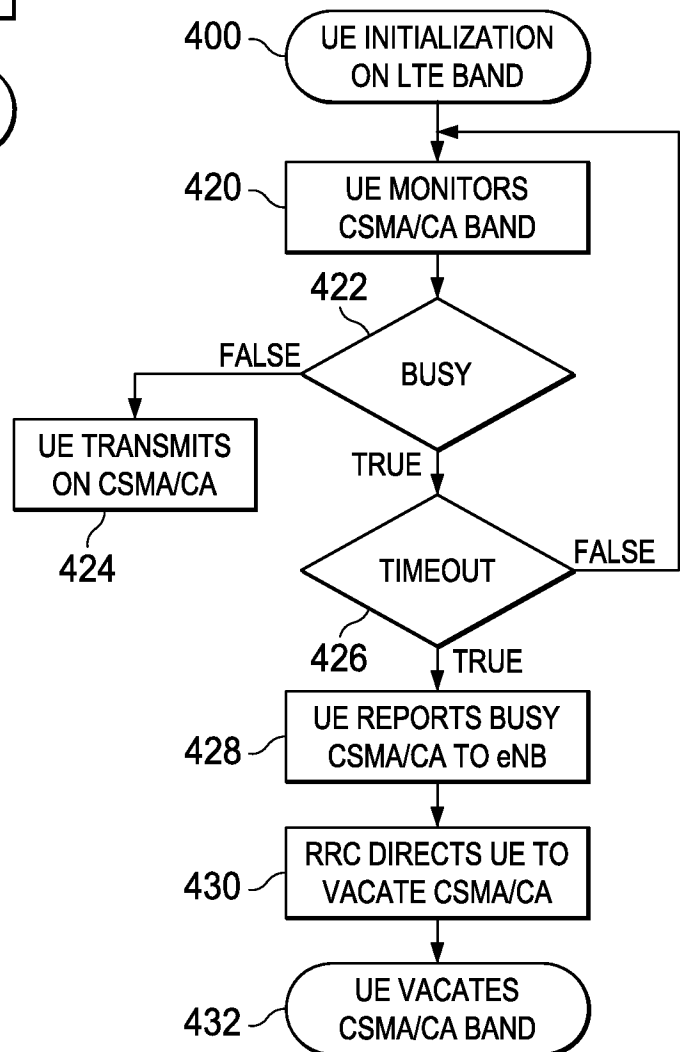 400
UE INITIALIZATION
ON LTE BAND
420
UE MONITORS
CSMA/CA BAND
422
BUSY
FALSE
UE TRANSMITS
ON CSMA/CA
424
TRUE
TIMEOUT
FALSE
426
TRUE
428
UE REPORTS BUSY
CSMA/CA TO eNB
430
RRC DIRECTS UE TO
VACATE CSMA/CA
432
UE VACATES
CSMA/CA BAND